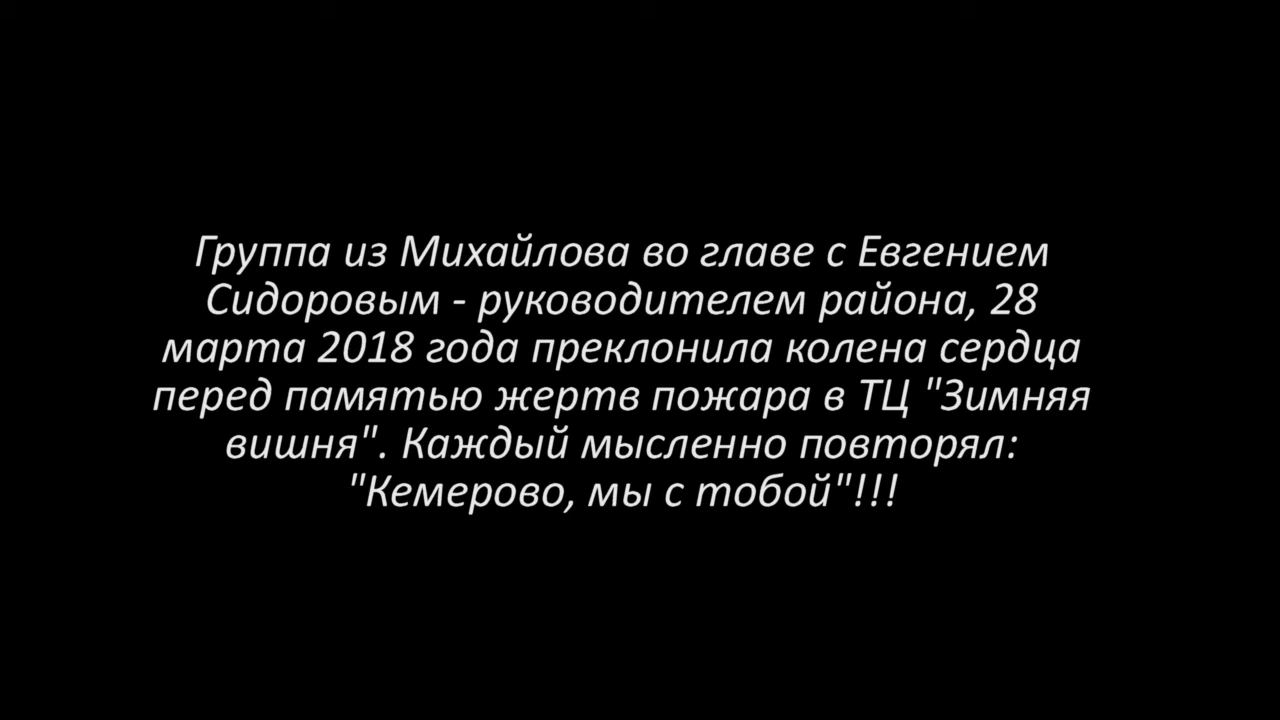 Группа из Михайлова во главе с Евгением
Сидоровым - руководителем района, 28
марта 2018 года преклонила колена сердца
перед памятью жертв пожара в ТЦ "Зимняя
вишня". Каждый мысленно повторял:
"Кемерово, мы с тобой"!!!